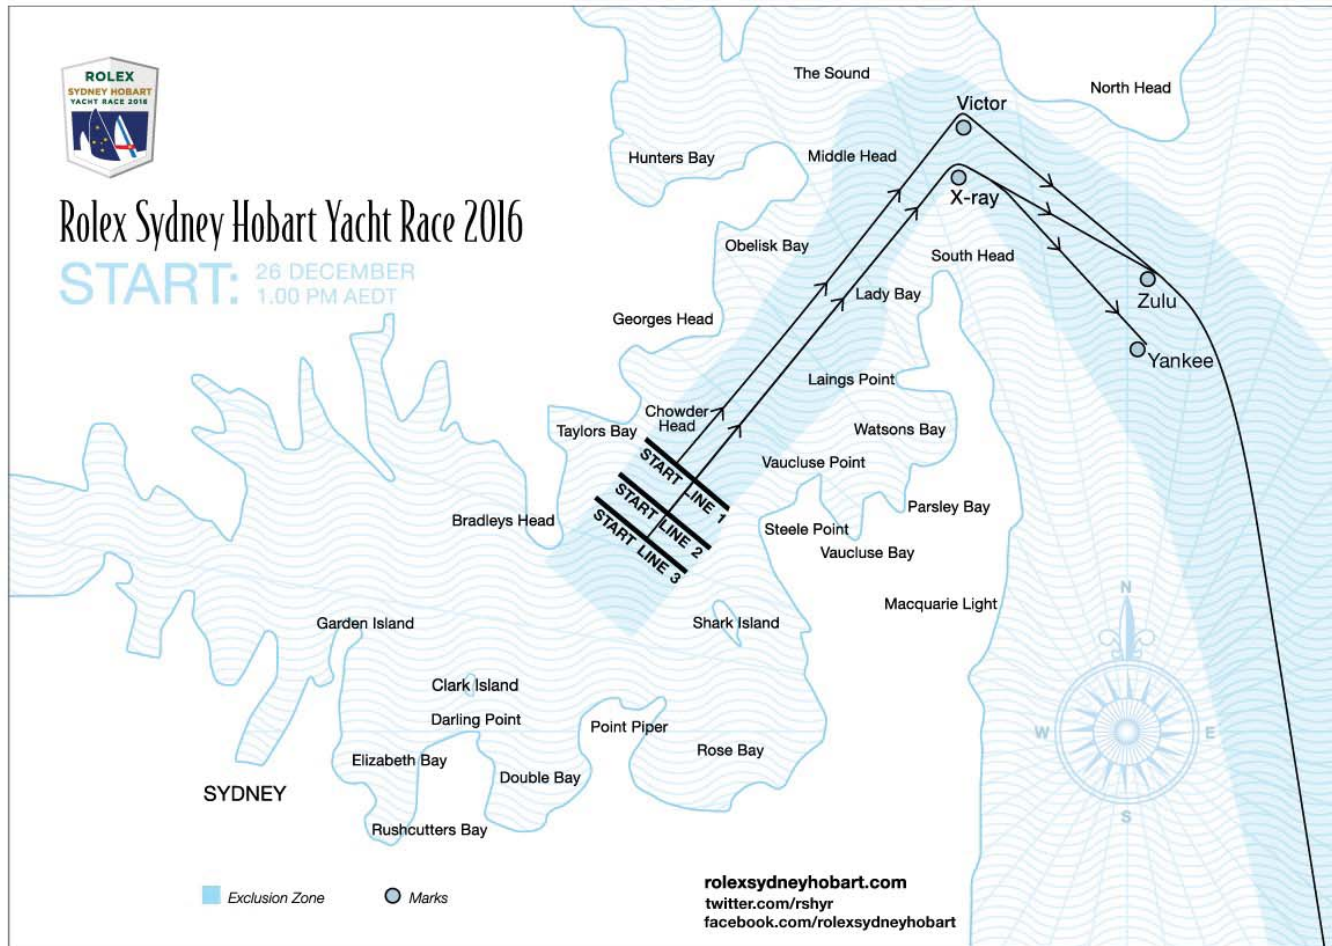 ROLEX
SYDNEY HOBART
YACHT RACE 2016
Rolex Sydney Hobart Yacht Race 2016
START: 26 DECEMBER
1.00 PM AEDT
The Sound
North Head
Victor
Hunters Bay
Middle Head
X-ray
Obelisk Bay
South Head
Lady Bay
Zulu
Georges Head
Yankee
Laings Point
Chowder
Head
Taylors Bay
Watsons Bay
START LINE 1
Vaucluse Point
START LINE 2
Parsley Bay
Bradleys Head
START LINE 3
Steele Point
Vaucluse Bay
Macquarie Light
N
Garden Island
Shark Island
Clark Island
Darling Point
Point Piper
W
E
Rose Bay
Elizabeth Bay
Double Bay
SYDNEY
S
Rushcutters Bay
Exclusion Zone
Marks
rolexsydneyhobart.com
twitter.com/rshyr
facebook.com/rolexsydneyhobart